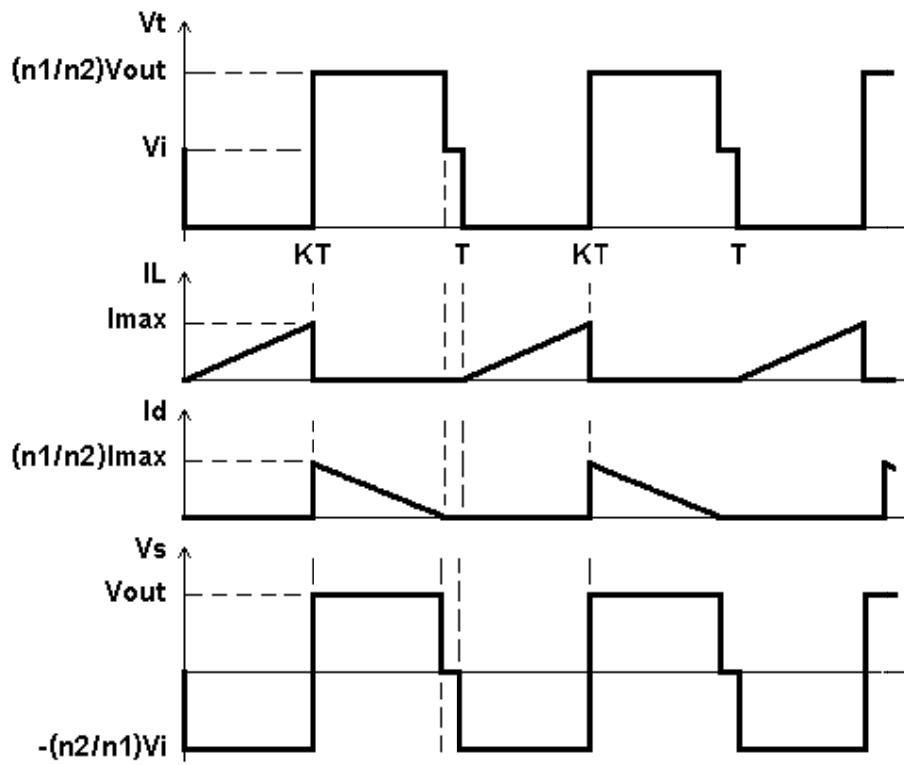 Vt
(n1/n2)Vout
Vi
KT T KT T
IL
Imax
Id
(n1/n2)Imax
Vs
Vout
-(n2/n1)Vi